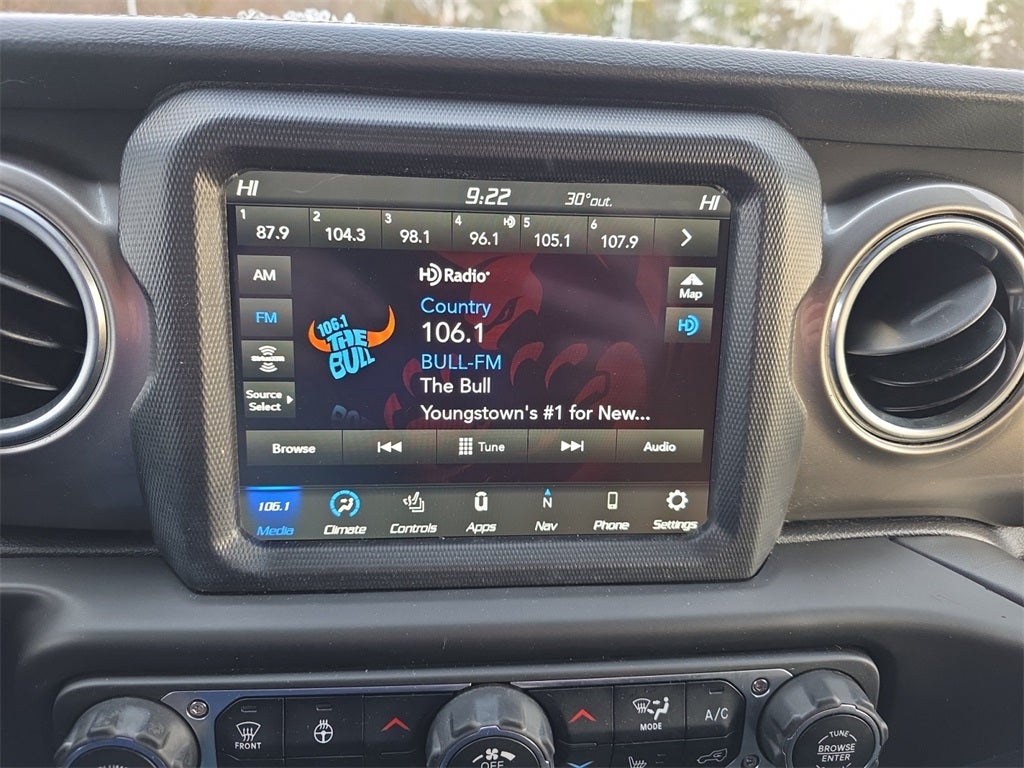 HI 9:22 30° out. HI
1 2 3 4 HD 5 6
87.9 104.3 98.1 96.1 105.1 107.9
AM HD Radio Map
FM Country HD
106.1 THE BULL 106.1
SiriusXM BULL-FM
Source Select The Bull
Youngstown's #1 for New...
Browse Tune Audio
106.1 N
Media Climate Controls Apps Nav Phone Settings
FRONT MODE A/C
OFF
TUNE
BROWSE
ENTER